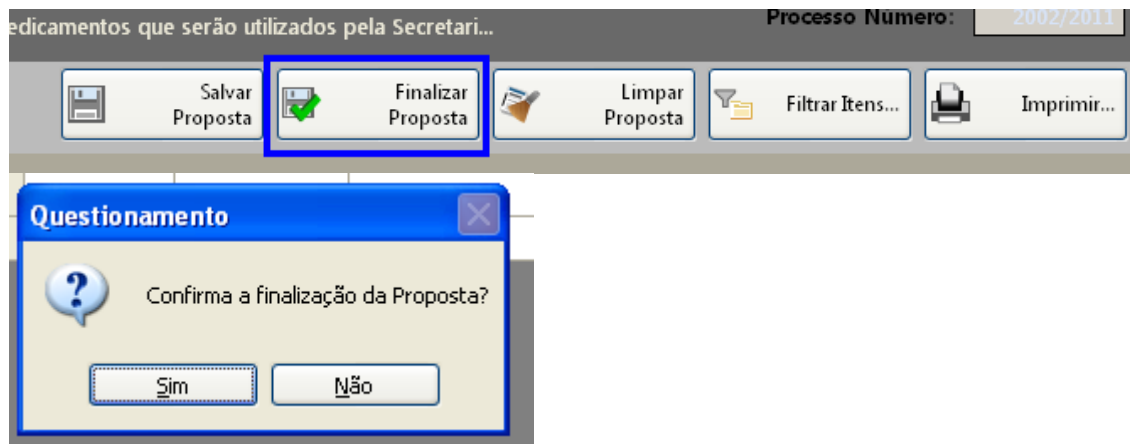 edicamentos que serão utilizados pela Secretari...
Processo Número: 2002/2011
Salvar
Proposta
Finalizar
Proposta
Limpar
Proposta
Filtrar Itens...
Imprimir...
Questionamento
Confirma a finalização da Proposta?
Sim
Não